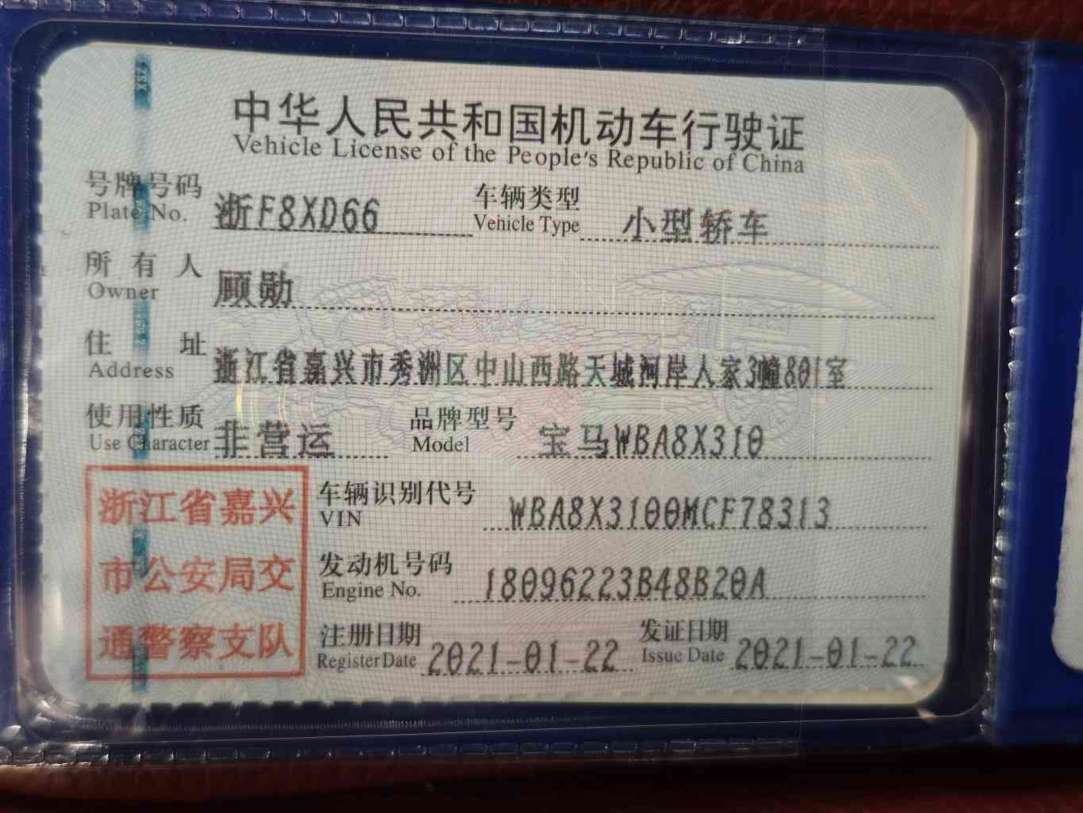 中华人民共和国机动车行驶证
Vehicle License of the People's Republic of China
号牌号码 浙F8XD66 车辆类型 小型轿车
Plate No. Vehicle Type
所有人 顾勋
Owner
住址 浙江省嘉兴市秀洲区中山西路天城河岸人家3幢801室
Address
使用性质 非营运 品牌型号 宝马WBA8X310
Use Character Model
浙江省嘉兴
市公安局交
通警察支队
车辆识别代号 WBA8X3100MCF78313
VIN
发动机号码 18096223B48B20A
Engine No.
注册日期 2021-01-22 发证日期 2021-01-22
Register Date Issue Date